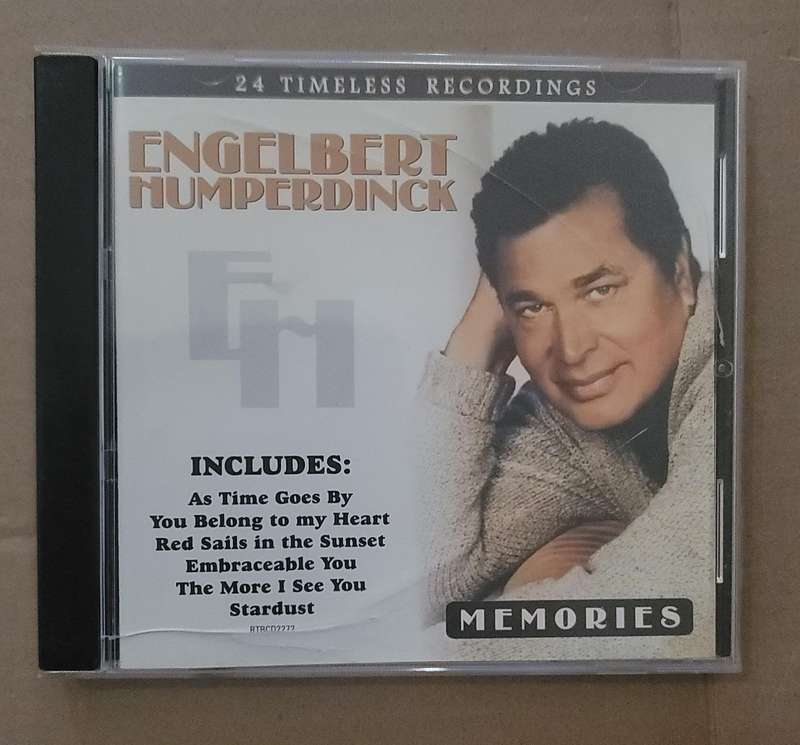 24 TIMELESS RECORDINGS
ENGELBERT
HUMPERDINCK
EH
INCLUDES:
As Time Goes By
You Belong to my Heart
Red Sails in the Sunset
Embraceable You
The More I See You
Stardust
MEMORIES